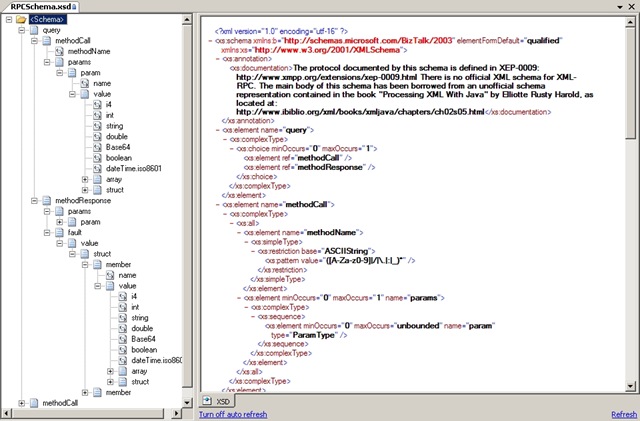 RPCSchema.xsd
<Schema>
query
methodCall
methodName
params
param
name
value
i4
int
string
double
Base64
boolean
dateTime.iso8601
array
struct
methodResponse
params
param
fault
value
struct
member
name
value
i4
int
string
double
Base64
boolean
dateTime.iso860
array
struct
member
methodCall
<?xml version="1.0" encoding="utf-16" ?>
- <xs:schema xmlns:b="http://schemas.microsoft.com/BizTalk/2003" elementFormDefault="qualified"
xmlns:xs="http://www.w3.org/2001/XMLSchema">
- <xs:annotation>
<xs:documentation>The protocol documented by this schema is defined in XEP-0009:
http://www.xmpp.org/extensions/xep-0009.html There is no official XML schema for XML-
RPC. The main body of this schema has been borrowed from an unofficial schema
representation contained in the book "Processing XML With Java" by Elliotte Rusty Harold, as
located at:
http://www.ibiblio.org/xml/books/xmljava/chapters/ch02s05.html</xs:documentation>
</xs:annotation>
- <xs:element name="query">
- <xs:complexType>
- <xs:choice minOccurs="0" maxOccurs="1">
<xs:element ref="methodCall" />
<xs:element ref="methodResponse" />
</xs:choice>
</xs:complexType>
</xs:element>
- <xs:element name="methodCall">
- <xs:complexType>
- <xs:all>
- <xs:element name="methodName">
- <xs:simpleType>
- <xs:restriction base="ASCIIString">
<xs:pattern value="([A-Za-z0-9]|/|\.|:|_)*" />
</xs:restriction>
</xs:simpleType>
</xs:element>
- <xs:element minOccurs="0" maxOccurs="1" name="params">
- <xs:complexType>
- <xs:sequence>
<xs:element minOccurs="0" maxOccurs="unbounded" name="param"
type="ParamType" />
</xs:sequence>
</xs:complexType>
</xs:element>
</xs:all>
</xs:complexType>
</xs:element>
XSD
Turn off auto refresh
Refresh